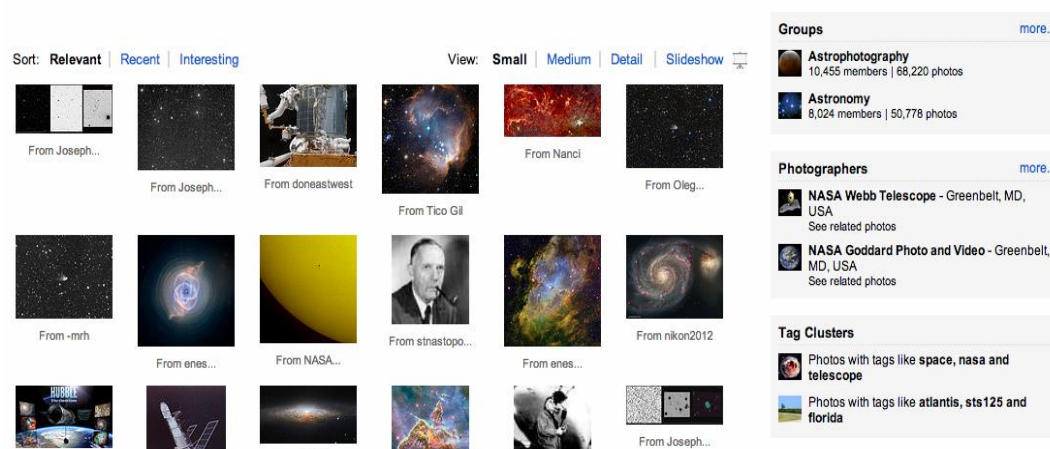 Sort: Relevant | Recent | Interesting
View: Small | Medium | Detail | Slideshow
From Joseph...
From Joseph...
From doneastwest
From Tico Gil
From Nanci
From Oleg...
From -mrh
From enes...
From NASA...
From stnastopo...
From enes...
From nikon2012
HUBBLE
From Joseph...
Groups
more.
Astrophotography
10,455 members | 68,220 photos
Astronomy
8,024 members | 50,778 photos
Photographers
more.
NASA Webb Telescope - Greenbelt, MD,
USA
See related photos
NASA Goddard Photo and Video - Greenbelt,
MD, USA
See related photos
Tag Clusters
Photos with tags like space, nasa and
telescope
Photos with tags like atlantis, sts125 and
florida